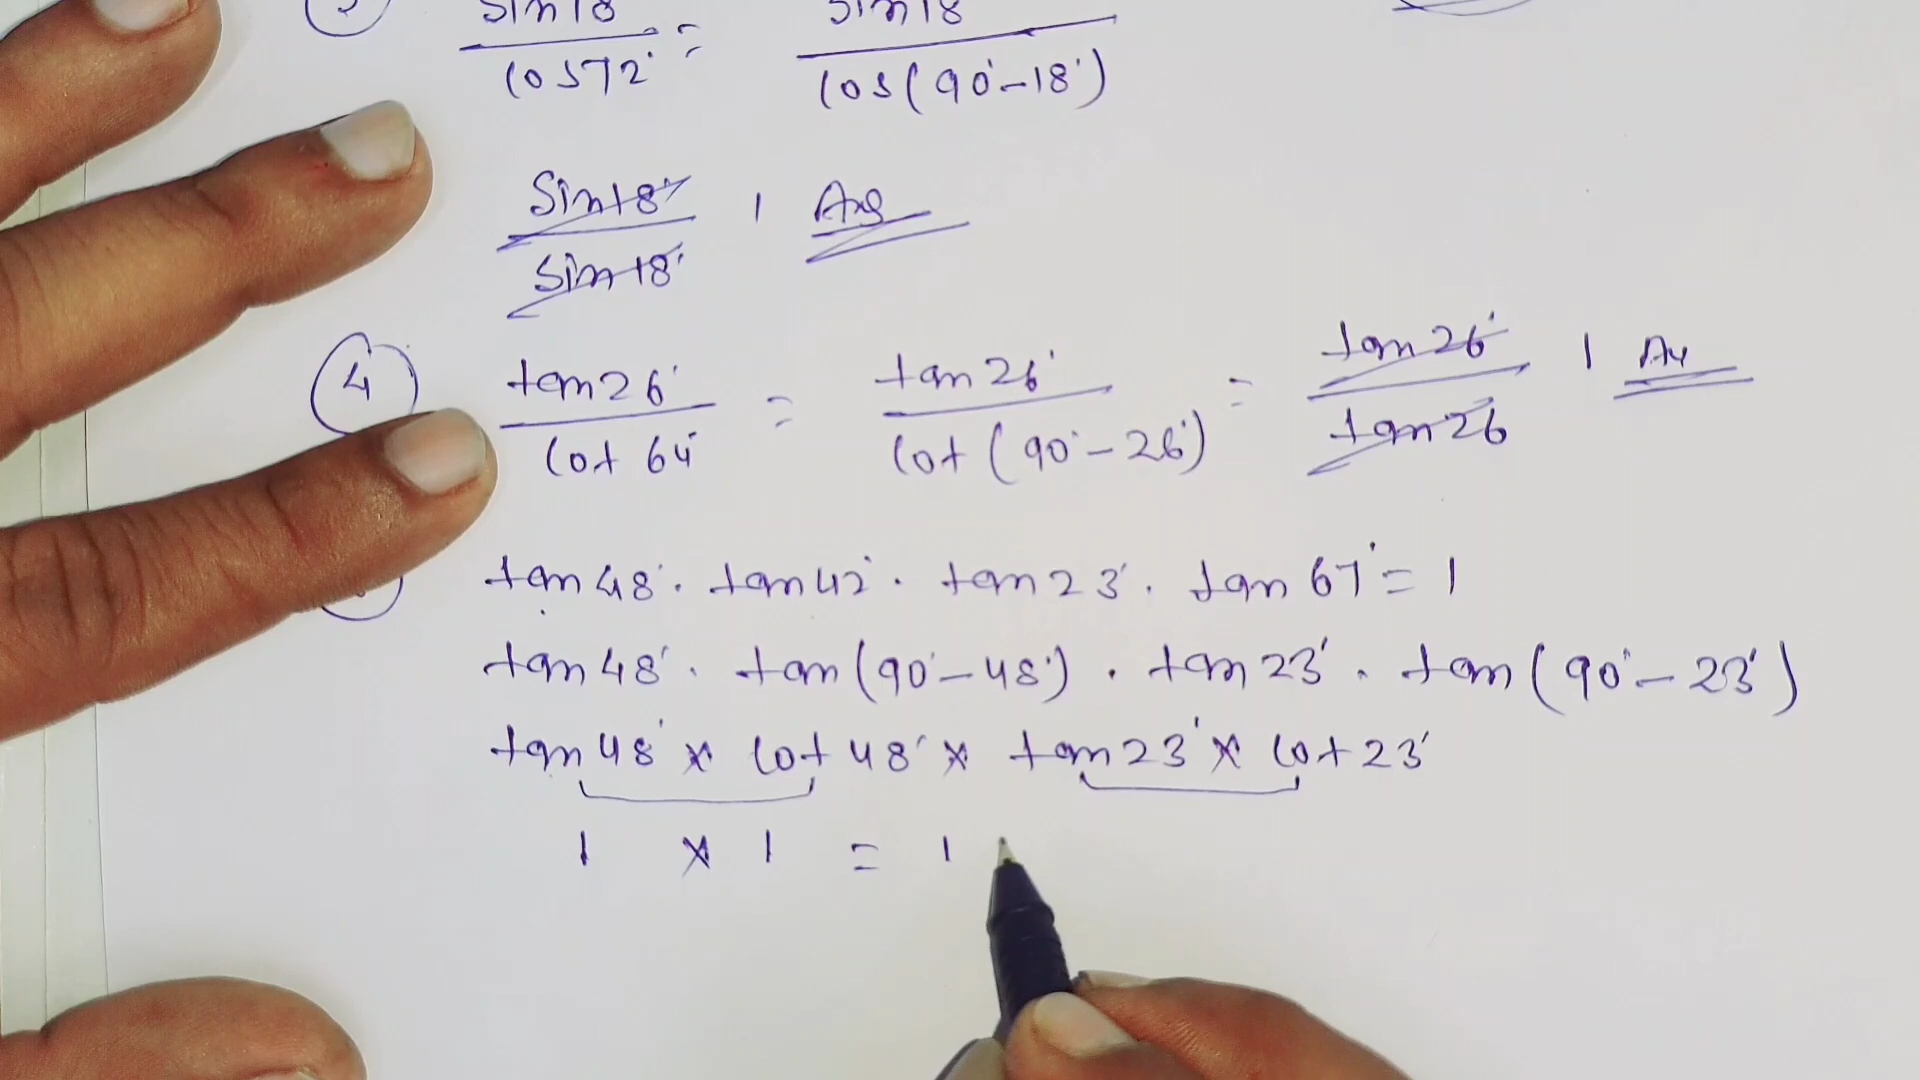 sin18 / cos72° = sin18 / cos(90°-18°)
sin18° / sin18° 1 Ans
4 tan26° / cot64° = tan26° / cot(90°-26°) = tan26° / tan26 1 Ans
tan48°. tan42°. tan23°. tan67° = 1
tan48°. tan(90°-48°). tan23°. tan(90°-23°)
tan48° × cot48° × tan23° × cot23°
1 × 1 = 1